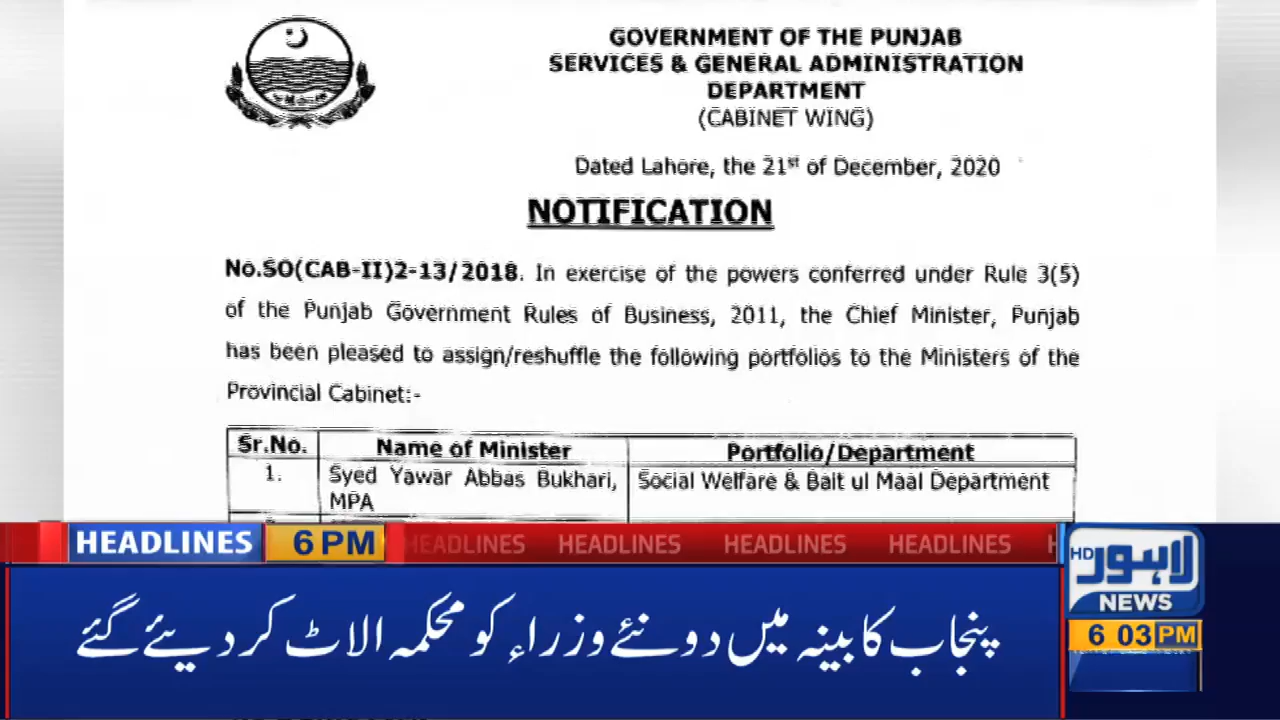 GOVERNMENT OF THE PUNJAB
SERVICES & GENERAL ADMINISTRATION
DEPARTMENT
(CABINET WING)
Dated Lahore, the 21st of December, 2020
NOTIFICATION
No.SO(CAB-II)2-13/2018. In exercise of the powers conferred under Rule 3(5)
of the Punjab Government Rules of Business, 2011, the Chief Minister, Punjab
has been pleased to assign/reshuffle the following portfolios to the Ministers of the
Provincial Cabinet:-
Sr.No. Name of Minister Portfolio/Department
1. Syed Yawar Abbas Bukhari, Social Welfare & Bait ul Maal Department
MPA
HEADLINES 6 PM HEADLINES HEADLINES HEADLINES HEADLINES
HD لاہور
NEWS
6 03 PM
پنجاب کابینہ میں دو نئے وزراء کو محکمہ الاٹ کر دیئے گئے